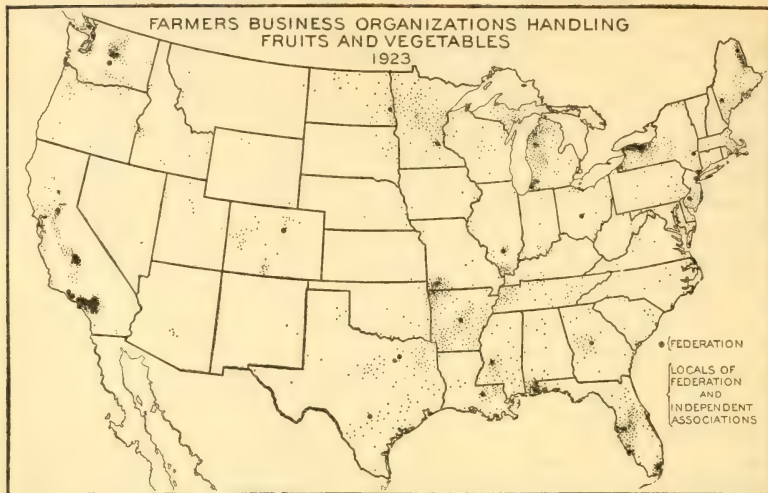 FARMERS BUSINESS ORGANIZATIONS HANDLING
FRUITS AND VEGETABLES
1923
FEDERATION
LOCALS OF
FEDERATION
AND
INDEPENDENT
ASSOCIATIONS